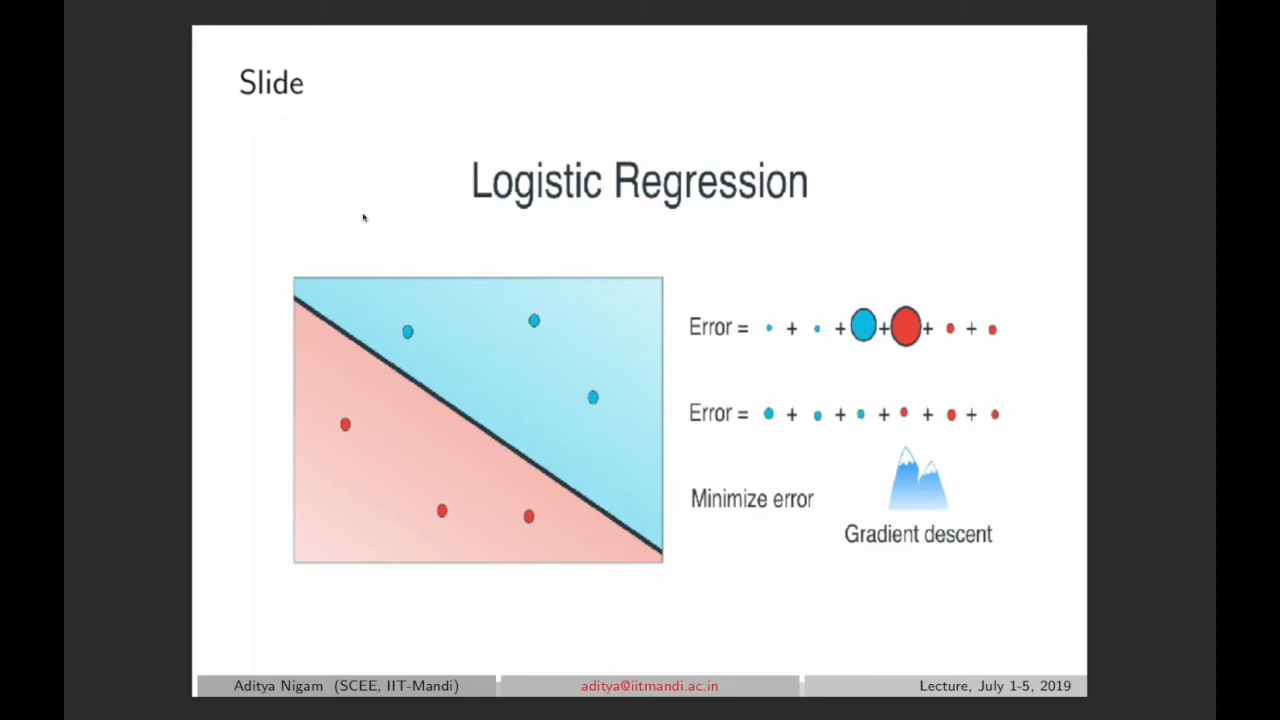 Slide
Logistic Regression
Error = + + + + +
Error = + + + + +
Minimize error
Gradient descent
Aditya Nigam (SCEE, IIT-Mandi)
aditya@iitmandi.ac.in
Lecture, July 1-5, 2019